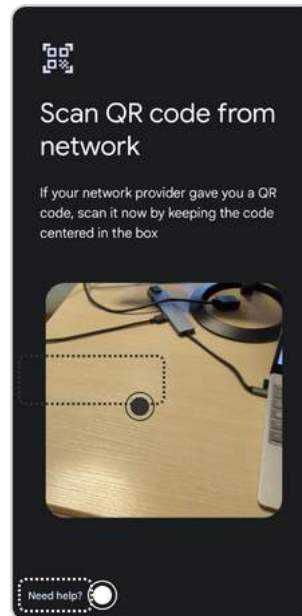 Scan QR code from
network
If your network provider gave you a QR
code, scan it now by keeping the code
centered in the box
Need help?